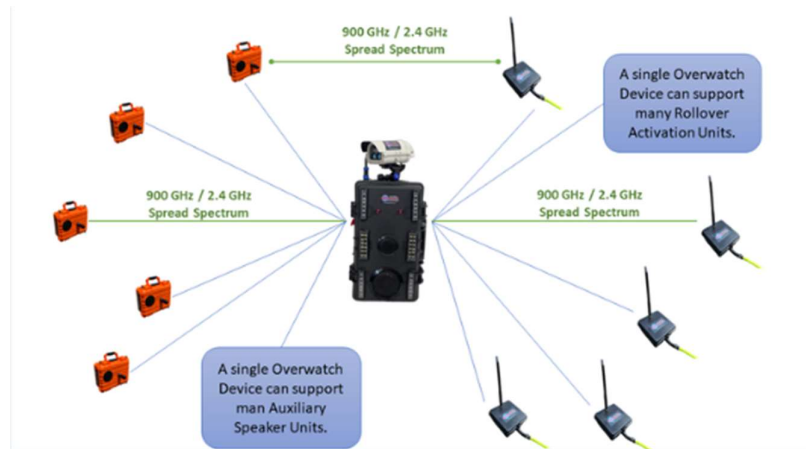 900 GHz / 2.4 GHz
Spread Spectrum
A single Overwatch
Device can support
many Rollover
Activation Units.
900 GHz / 2.4 GHz
Spread Spectrum
900 GHz / 2.4 GHz
Spread Spectrum
A single Overwatch
Device can support
man Auxiliary
Speaker Units.